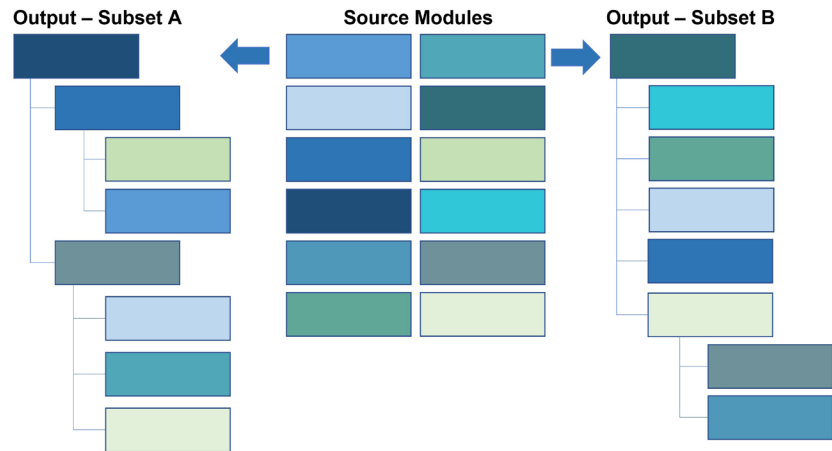 Output – Subset A
Source Modules
Output – Subset B